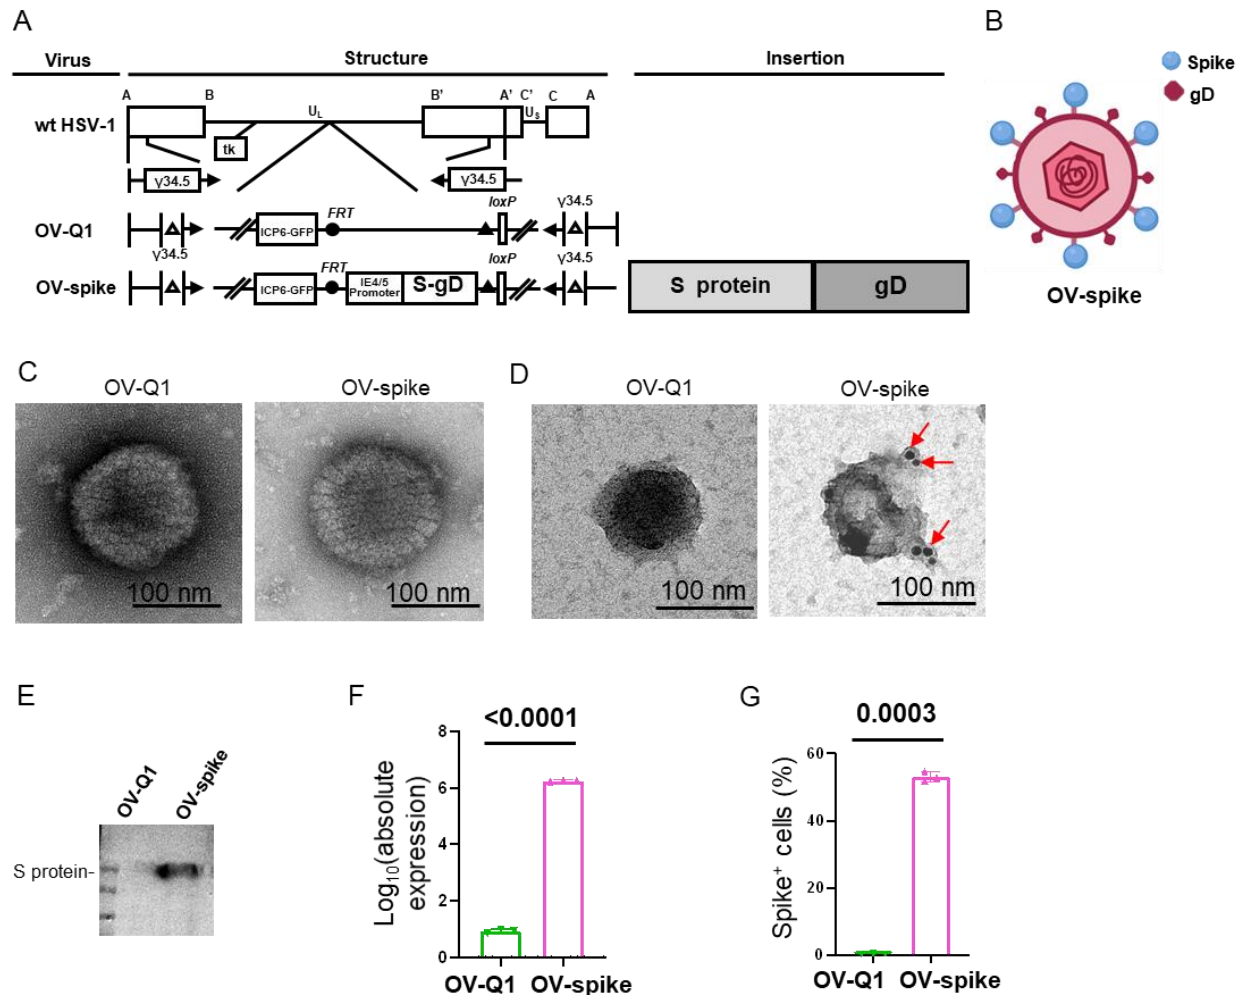 A
B
Virus
Structure
Insertion
Spike
gD
A
B
B'
A'
C'
C
A
wt HSV-1
UL
US
tk
γ34.5
γ34.5
FRT
loxP
γ34.5
OV-Q1
ICP6-GFP
γ34.5
FRT
loxP
γ34.5
OV-spike
ICP6-GFP
IE4/5
Promoter
S-gD
S protein
gD
OV-spike
C
OV-Q1
OV-spike
D
OV-Q1
OV-spike
100 nm
100 nm
100 nm
100 nm
E
OV-Q1
OV-spike
S protein-
F
<0.0001
Log10(absolute
expression)
8
6
4
2
0
OV-Q1
OV-spike
G
0.0003
Spike+ cells (%)
60
40
20
0
OV-Q1
OV-spike